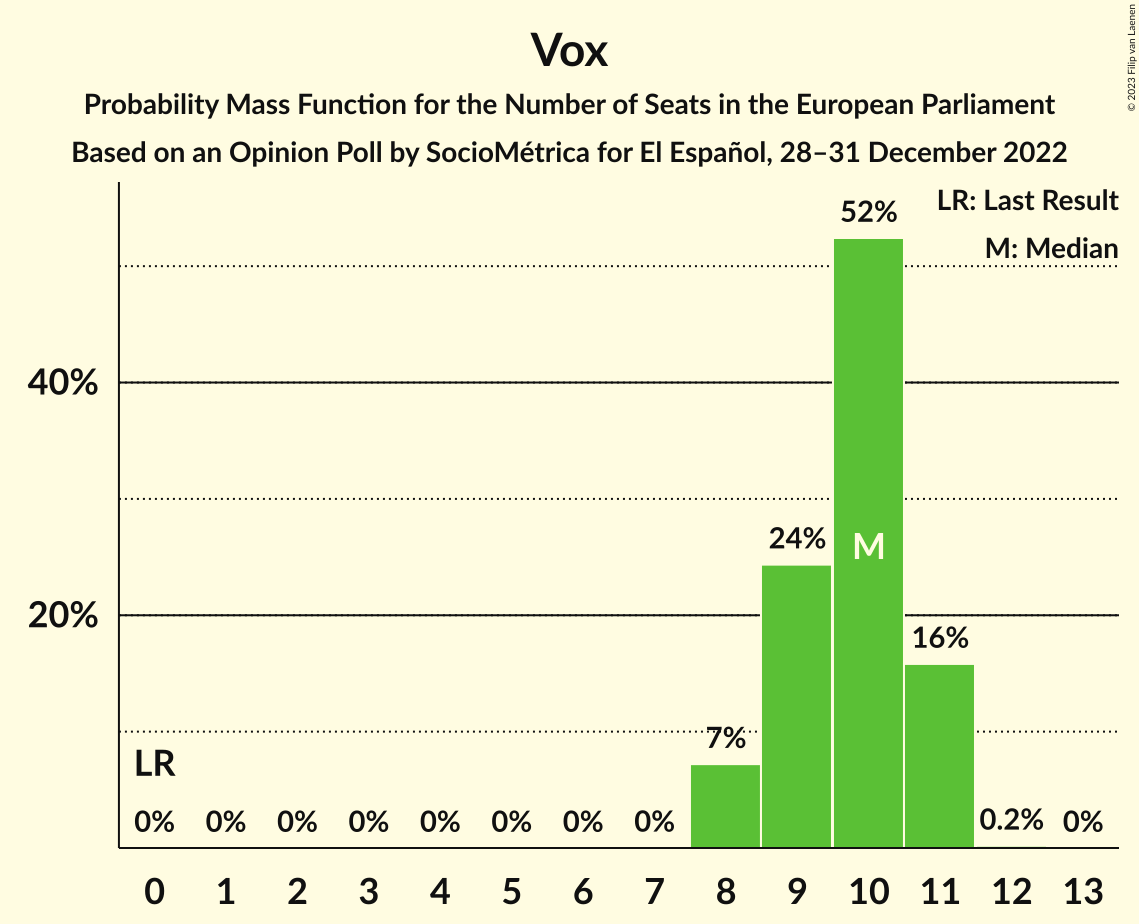 Vox
Probability Mass Function for the Number of Seats in the European Parliament
Based on an Opinion Poll by SocioMétrica for El Español, 28–31 December 2022
© 2023 Filip van Laenen
LR: Last Result
M: Median
52%
40%
24%
M
20%
16%
7%
LR
0% 0% 0% 0% 0% 0% 0% 0% 0.2% 0%
0 1 2 3 4 5 6 7 8 9 10 11 12 13